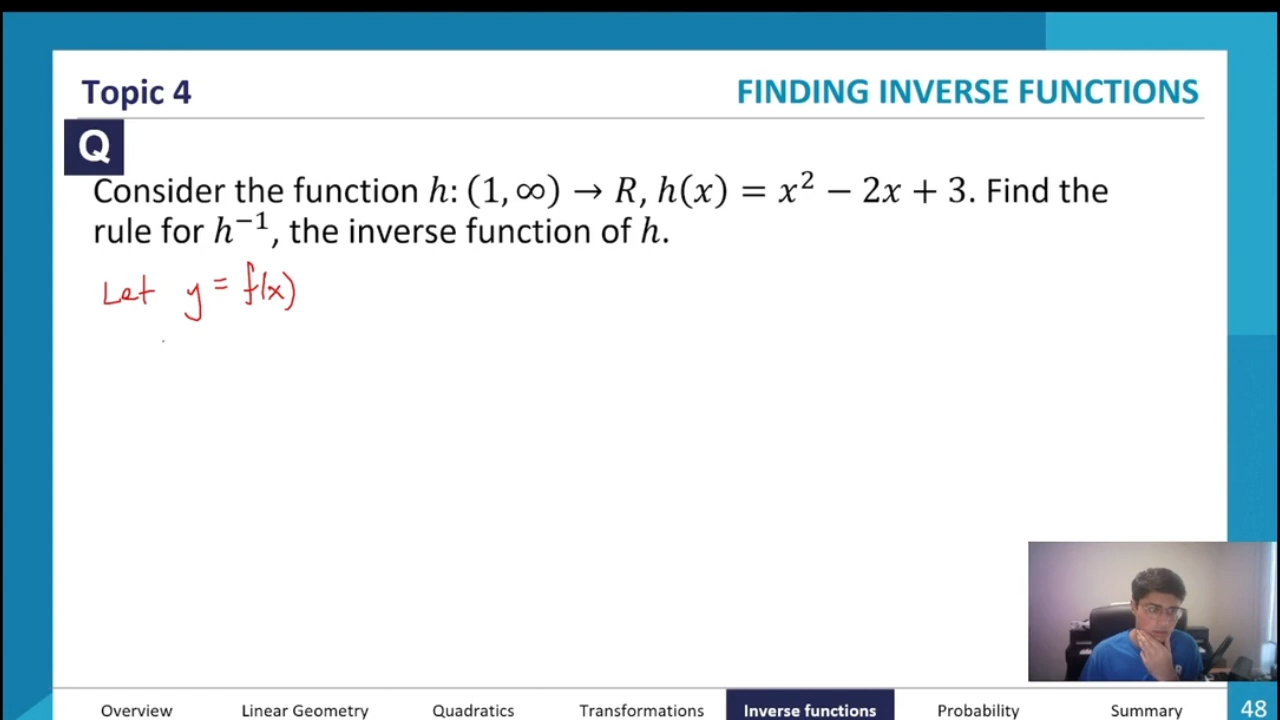 Topic 4
FINDING INVERSE FUNCTIONS
Q
Consider the function h: (1, ∞) → R, h(x) = x² − 2x + 3. Find the
rule for h⁻¹, the inverse function of h.
Let y = f(x)
Overview
Linear Geometry
Quadratics
Transformations
Inverse functions
Probability
Summary
48